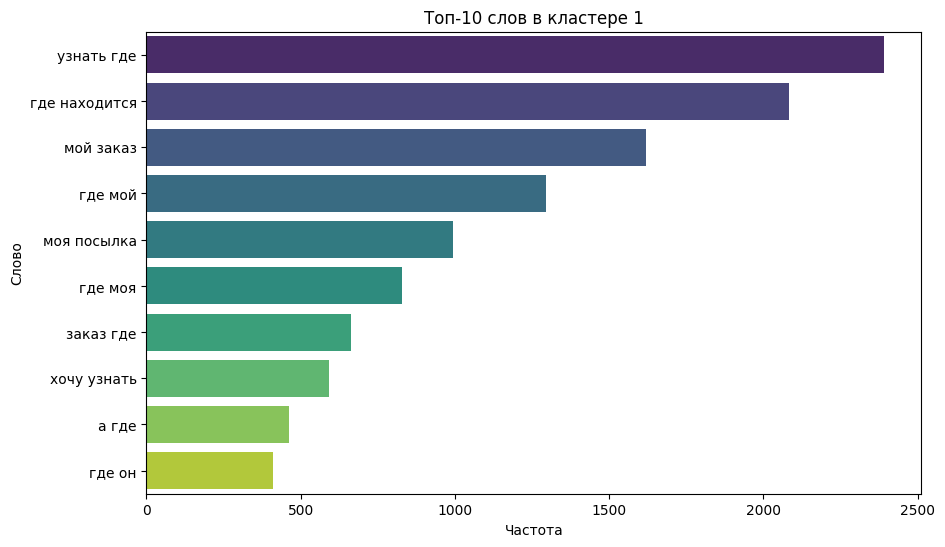 Топ-10 слов в кластере 1
Слово
узнать где
где находится
мой заказ
где мой
моя посылка
где моя
заказ где
хочу узнать
а где
где он
0 500 1000 1500 2000 2500
Частота